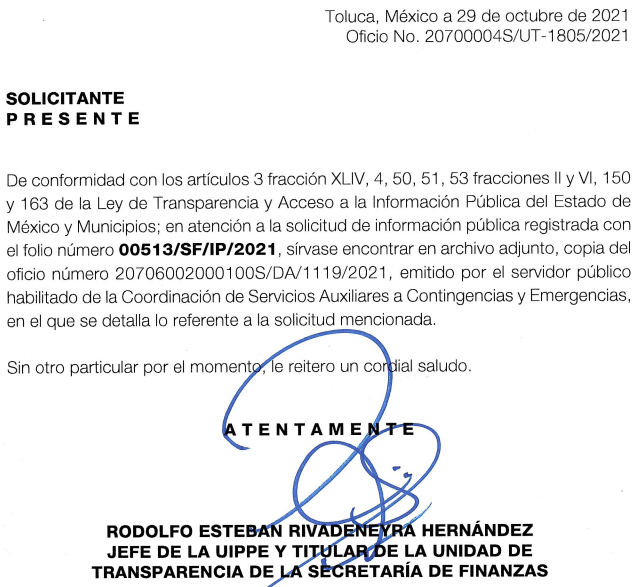 Toluca, México a 29 de octubre de 2021
Oficio No. 20700004S/UT-1805/2021
SOLICITANTE
P R E S E N T E
De conformidad con los artículos 3 fracción XLIV, 4, 50, 51, 53 fracciones II y VI, 150
y 163 de la Ley de Transparencia y Acceso a la Información Pública del Estado de
México y Municipios; en atención a la solicitud de información pública registrada con
el folio número 00513/SF/IP/2021, sírvase encontrar en archivo adjunto, copia del
oficio número 20706002000100S/DA/1119/2021, emitido por el servidor público
habilitado de la Coordinación de Servicios Auxiliares a Contingencias y Emergencias,
en el que se detalla lo referente a la solicitud mencionada.
Sin otro particular por el momento, le reitero un cordial saludo.
A T E N T A M E N T E
RODOLFO ESTEBAN RIVADENEYRA HERNÁNDEZ
JEFE DE LA UIPPE Y TITULAR DE LA UNIDAD DE
TRANSPARENCIA DE LA SECRETARÍA DE FINANZAS